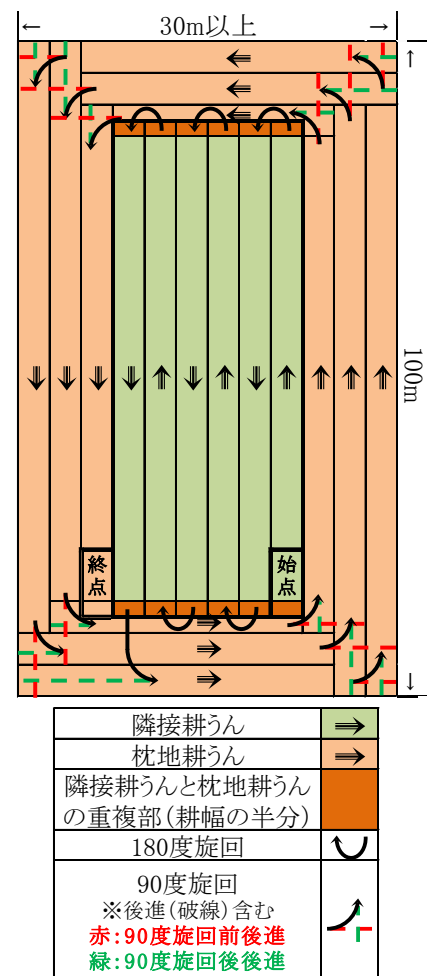 30m以上
100m
終点
始点
隣接耕うん
枕地耕うん
隣接耕うんと枕地耕うん
の重複部(耕幅の半分)
180度旋回
90度旋回
※後進(破線)含む
赤:90度旋回前後進
緑:90度旋回後後進